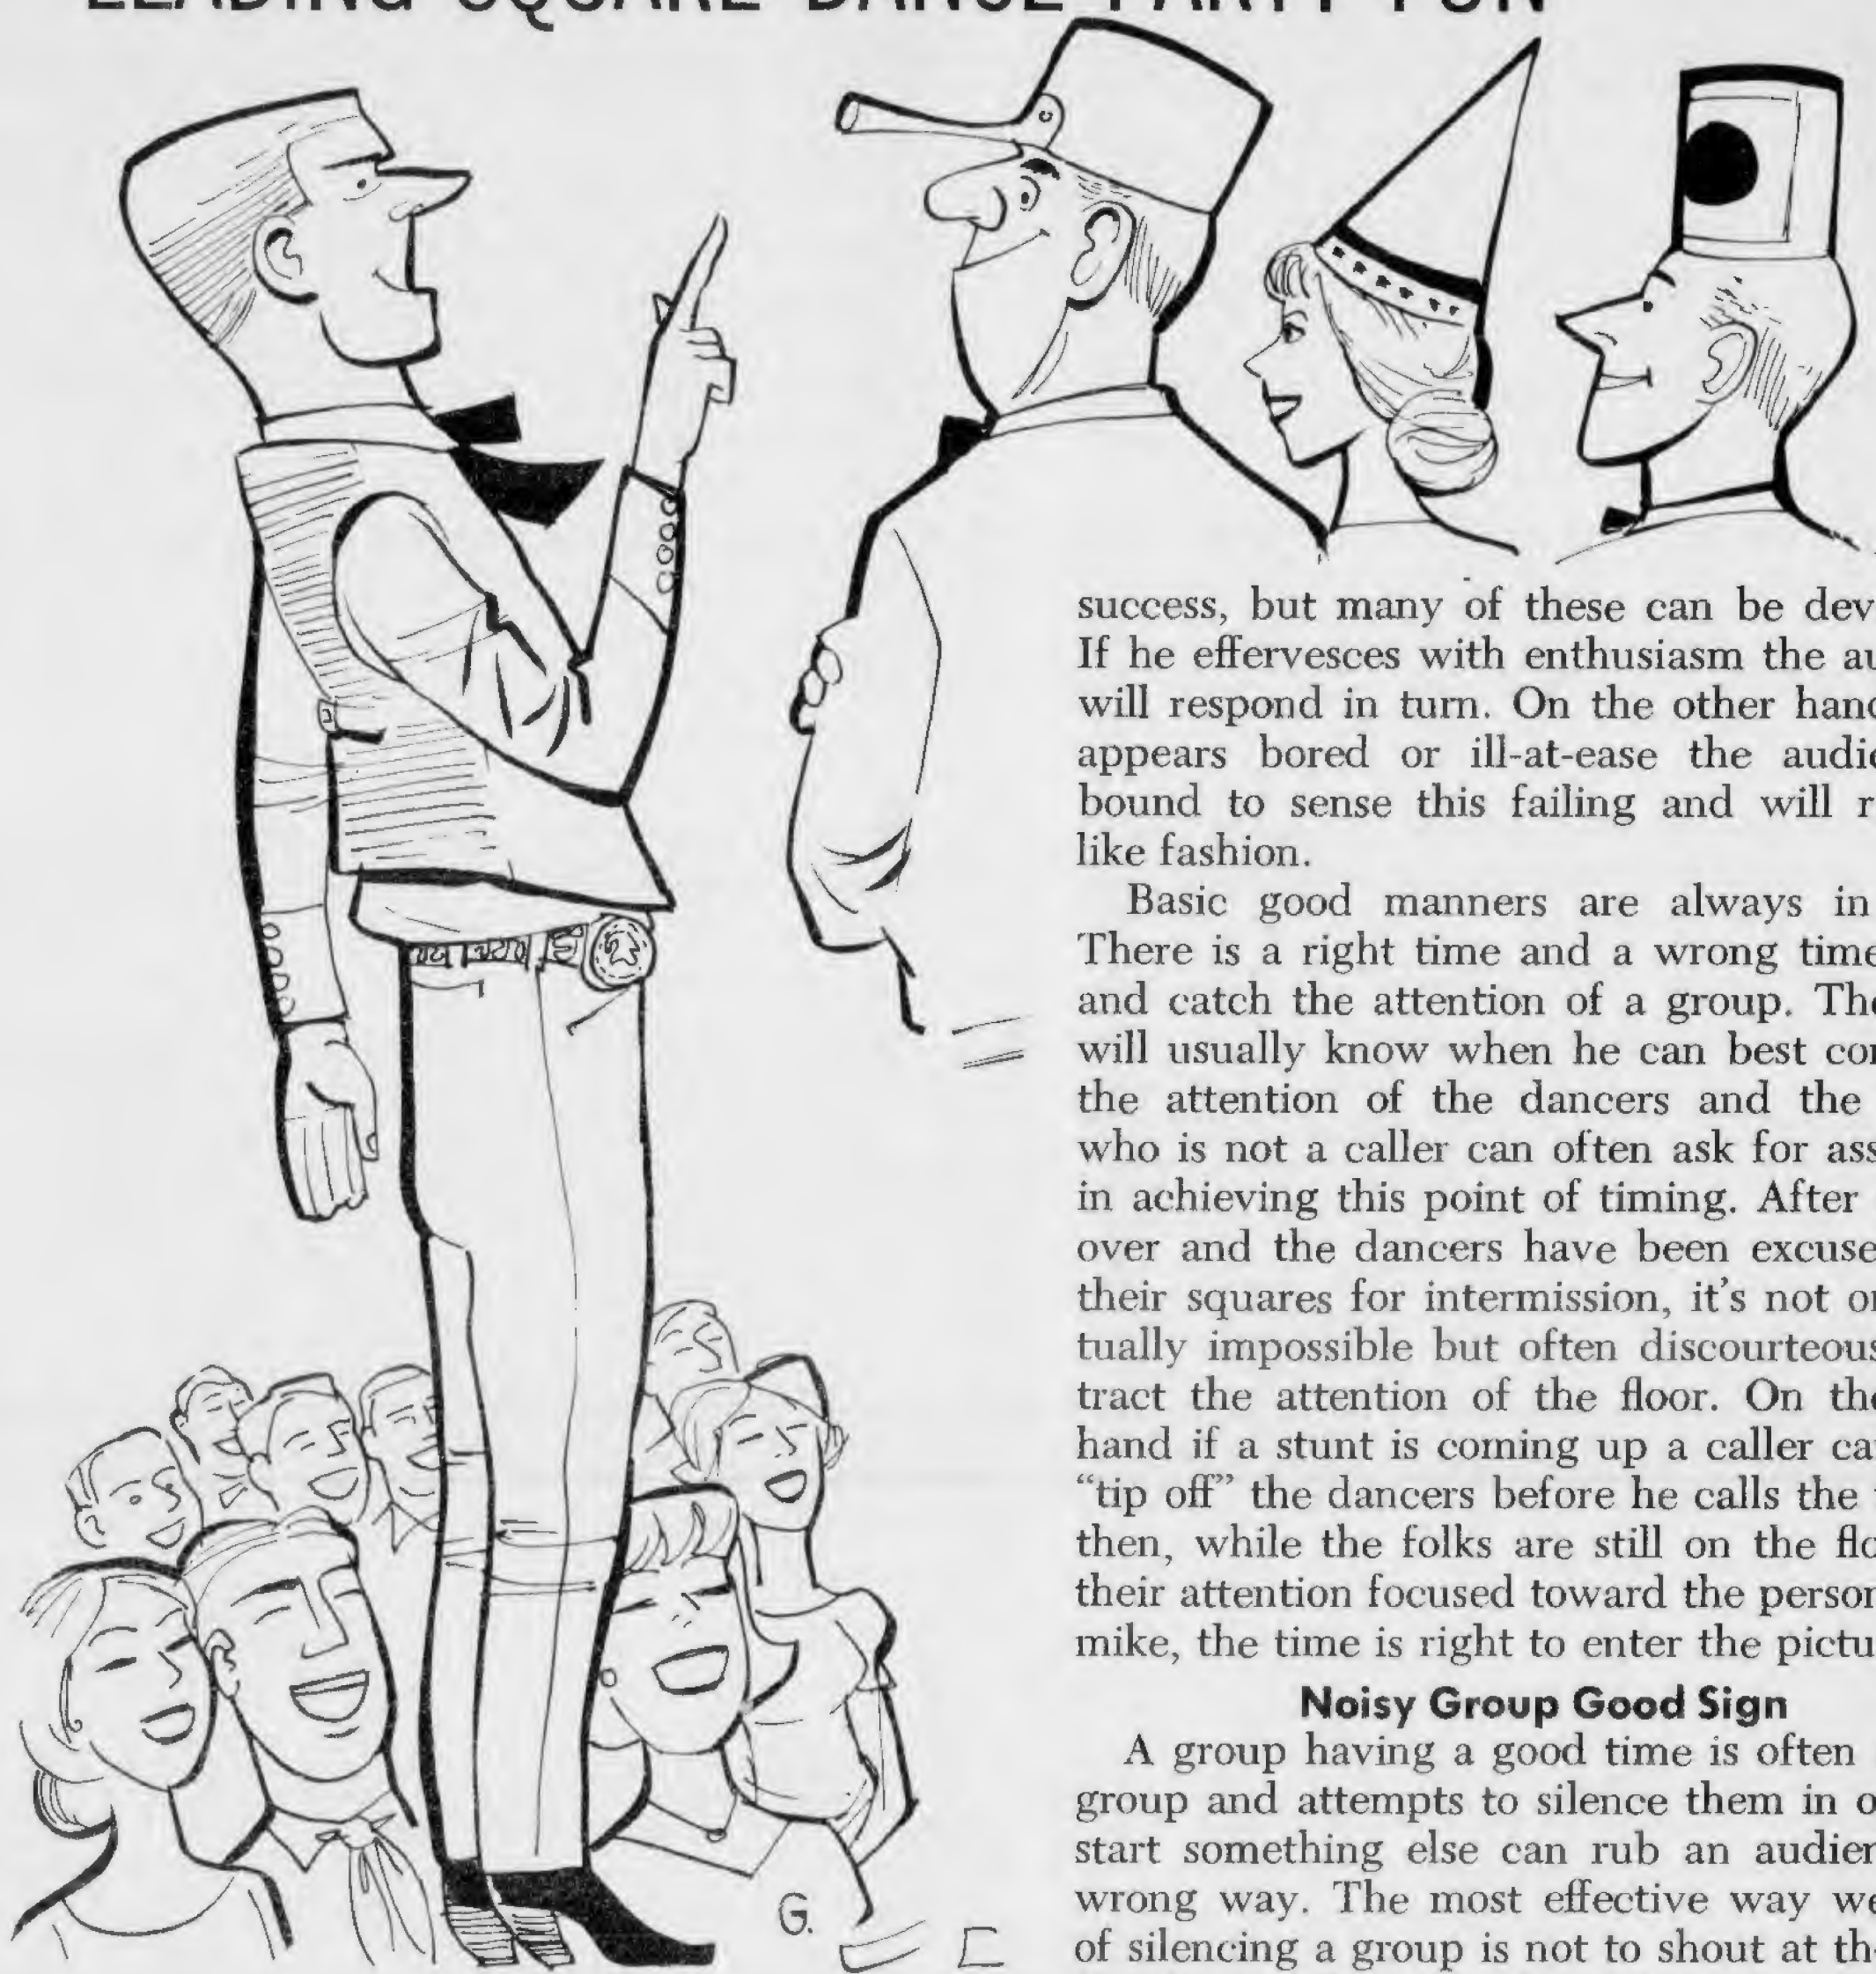 LEADING SQUARE DANCE PARTY FUN
success, but many of these can be dev
If he effervesces with enthusiasm the au
will respond in turn. On the other hand
appears bored or ill-at-ease the audie
bound to sense this failing and will r
like fashion.
Basic good manners are always in
There is a right time and a wrong time
and catch the attention of a group. The
will usually know when he can best con
the attention of the dancers and the
who is not a caller can often ask for ass
in achieving this point of timing. After
over and the dancers have been excuse
their squares for intermission, it's not on
tually impossible but often discourteous
tract the attention of the floor. On the
hand if a stunt is coming up a caller ca
“tip off” the dancers before he calls the
then, while the folks are still on the flo
their attention focused toward the person
mike, the time is right to enter the pictu
Noisy Group Good Sign
A group having a good time is often
group and attempts to silence them in o
start something else can rub an audien
wrong way. The most effective way we
of silencing a group is not to shout at th
G.